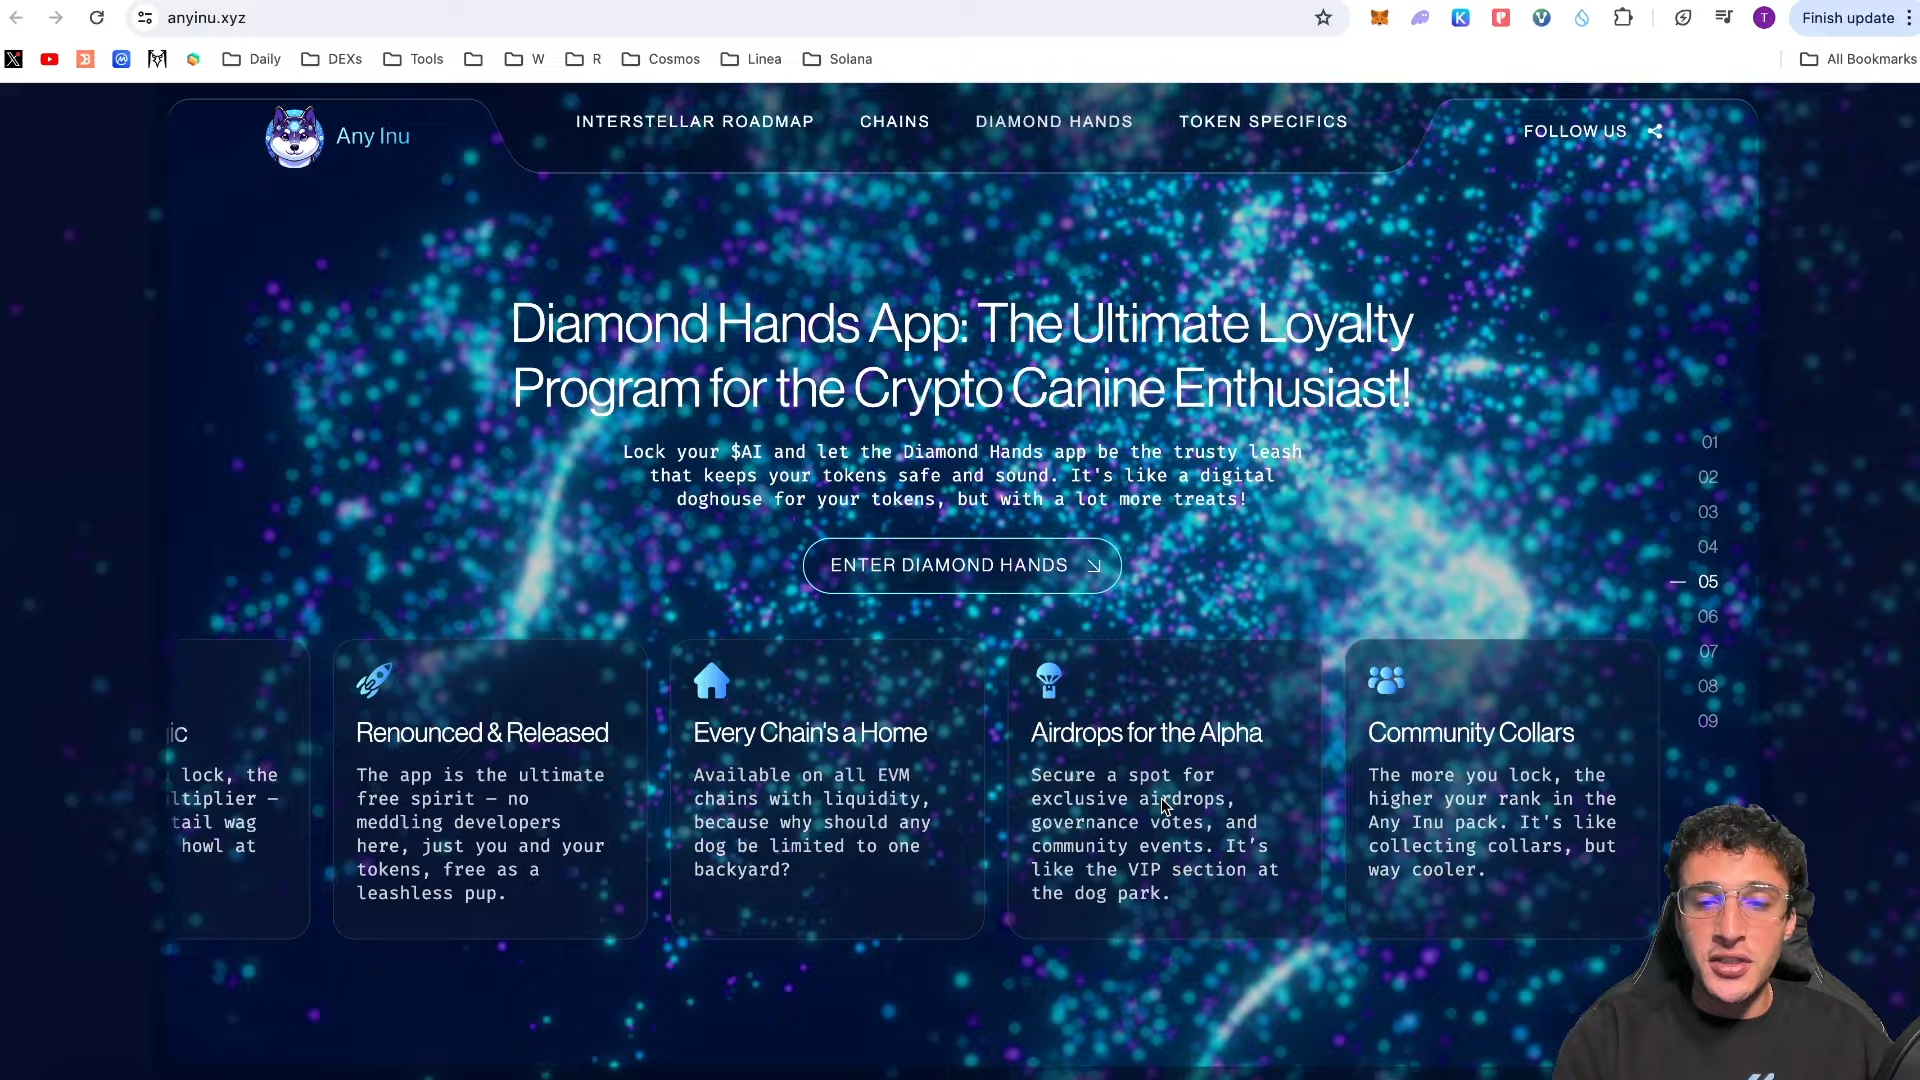 anyinu.xyz
Finish update
Daily
DEXs
Tools
W
R
Cosmos
Linea
Solana
All Bookmarks
Any Inu
INTERSTELLAR ROADMAP
CHAINS
DIAMOND HANDS
TOKEN SPECIFICS
FOLLOW US
Diamond Hands App: The Ultimate Loyalty
Program for the Crypto Canine Enthusiast!
Lock your $AI and let the Diamond Hands app be the trusty leash
that keeps your tokens safe and sound. It's like a digital
doghouse for your tokens, but with a lot more treats!
ENTER DIAMOND HANDS
01
02
03
04
05
06
07
08
09
ic
lock, the
ltiplier —
tail wag
howl at
Renounced & Released
The app is the ultimate
free spirit — no
meddling developers
here, just you and your
tokens, free as a
leashless pup.
Every Chain's a Home
Available on all EVM
chains with liquidity,
because why should any
dog be limited to one
backyard?
Airdrops for the Alpha
Secure a spot for
exclusive airdrops,
governance votes, and
community events. It's
like the VIP section at
the dog park.
Community Collars
The more you lock, the
higher your rank in the
Any Inu pack. It's like
collecting collars, but
way cooler.